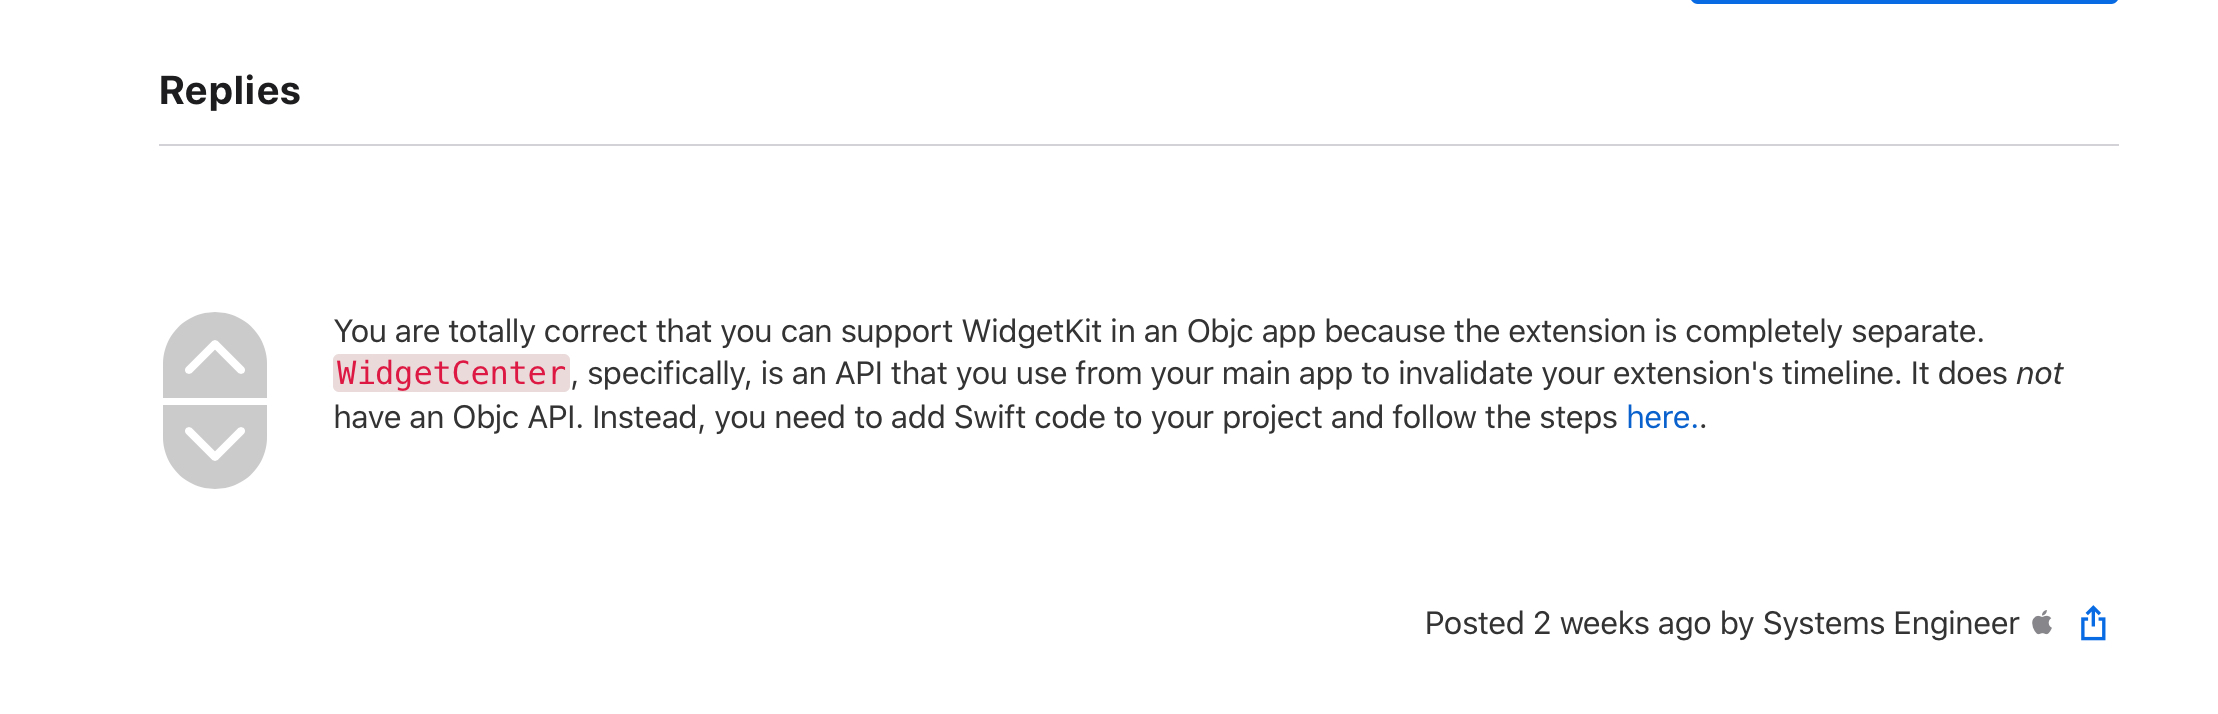 Replies
You are totally correct that you can support WidgetKit in an Objc app because the extension is completely separate.
WidgetCenter, specifically, is an API that you use from your main app to invalidate your extension's timeline. It does not
have an Objc API. Instead, you need to add Swift code to your project and follow the steps here..
Posted 2 weeks ago by Systems Engineer